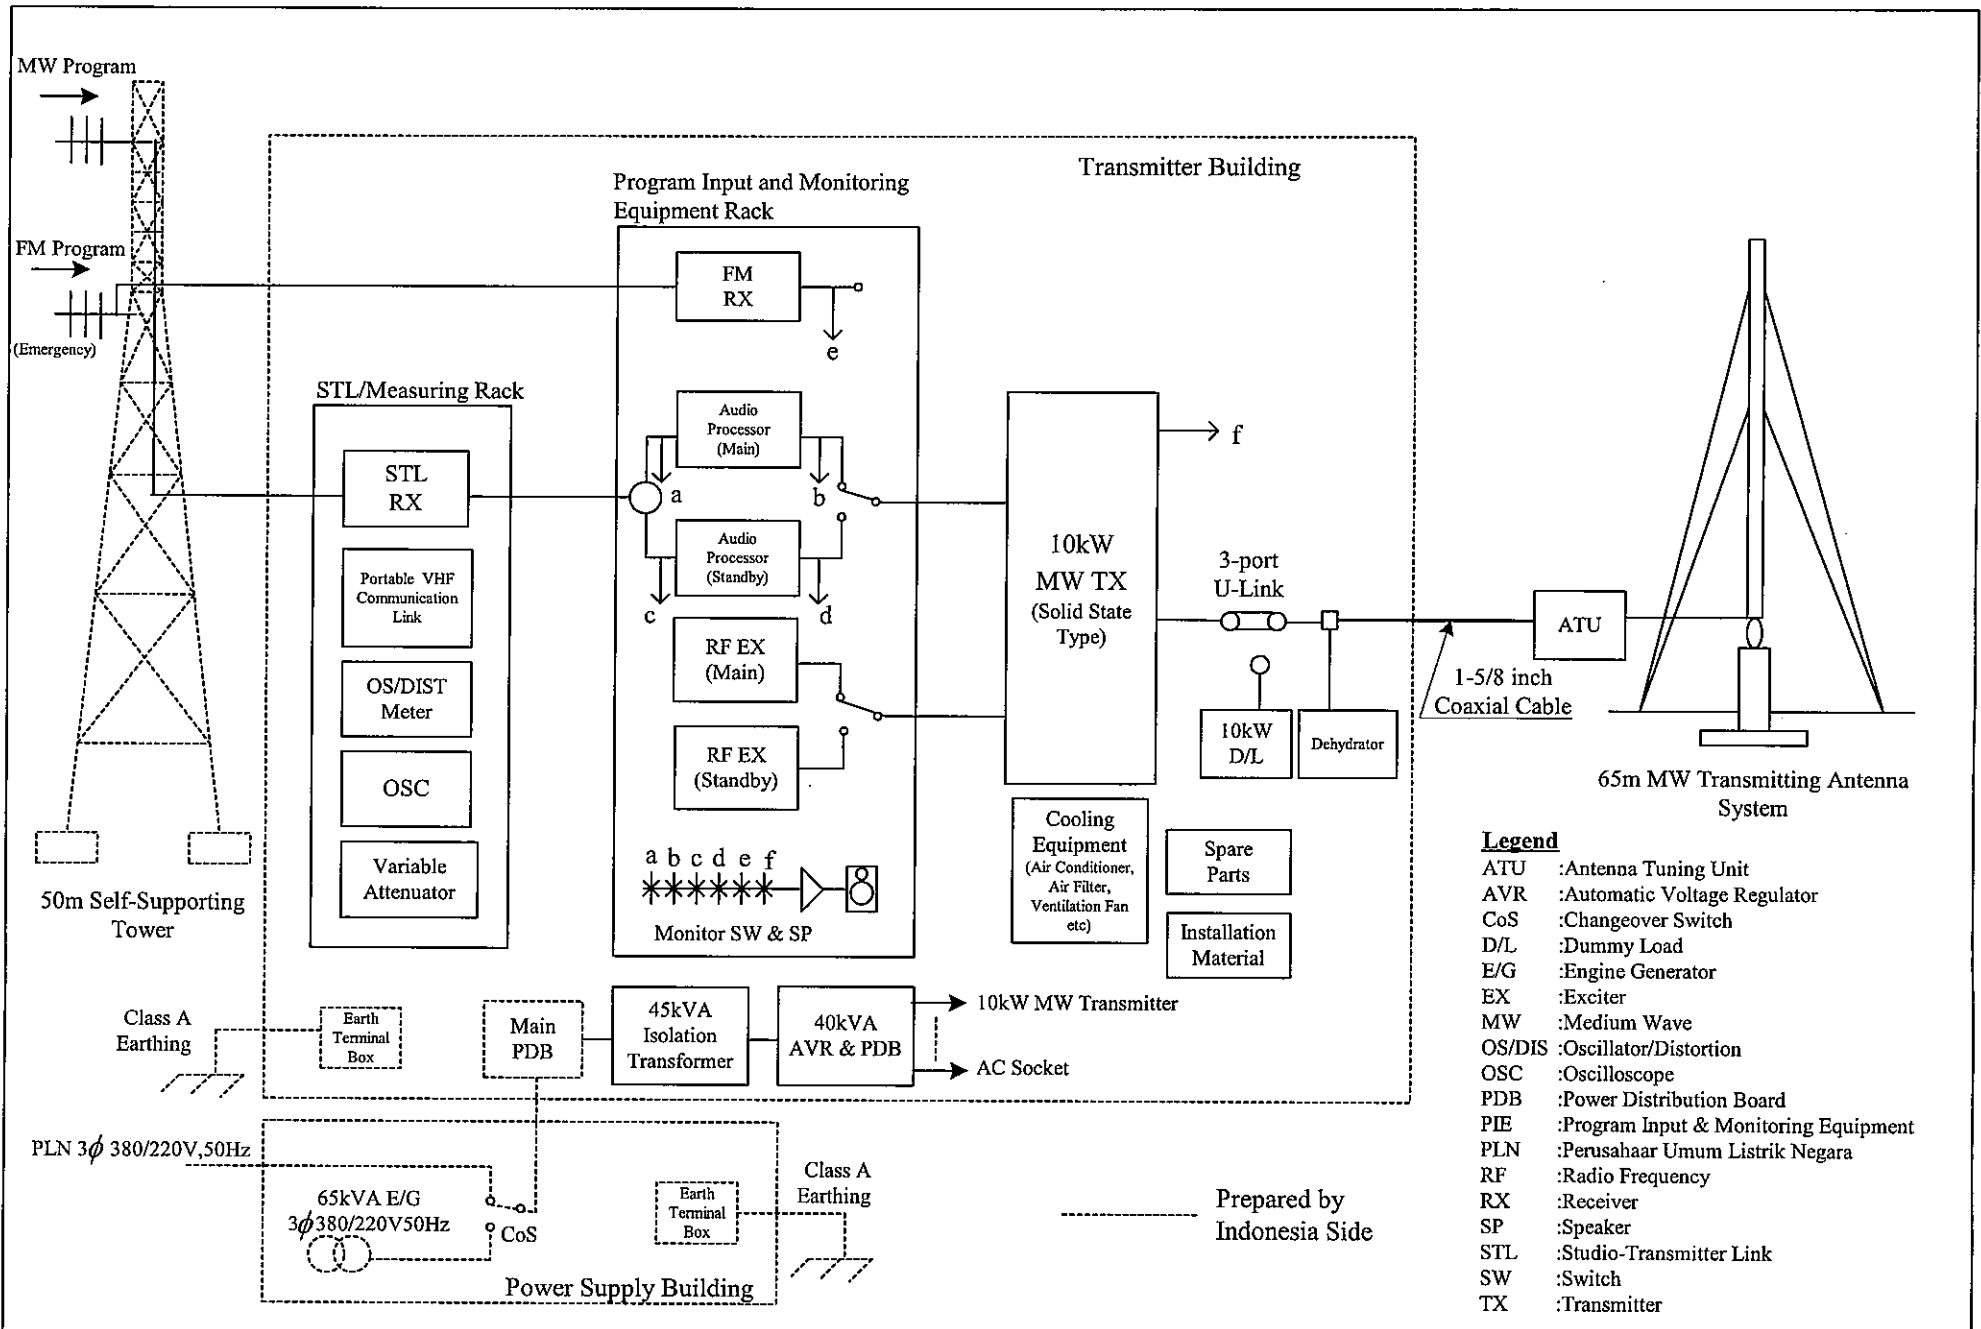 MW Program
FM Program
(Emergency)
50m Self-Supporting
Tower
Transmitter Building
Program Input and Monitoring
Equipment Rack
FM
RX
e
STL/Measuring Rack
STL
RX
Portable VHF
Communication
Link
OS/DIST
Meter
OSC
Variable
Attenuator
Audio
Processor
(Main)
a
b
Audio
Processor
(Standby)
c
d
RF EX
(Main)
RF EX
(Standby)
a b c d e f
Monitor SW & SP
10kW
MW TX
(Solid State
Type)
f
3-port
U-Link
10kW
D/L
Dehydrator
ATU
1-5/8 inch
Coaxial Cable
65m MW Transmitting Antenna
System
Cooling
Equipment
(Air Conditioner,
Air Filter,
Ventilation Fan
etc)
Spare
Parts
Installation
Material
Class A
Earthing
Earth
Terminal
Box
Main
PDB
45kVA
Isolation
Transformer
40kVA
AVR & PDB
10kW MW Transmitter
AC Socket
PLN 3ϕ 380/220V,50Hz
65kVA E/G
3ϕ380/220V50Hz
CoS
Earth
Terminal
Box
Class A
Earthing
Power Supply Building
Prepared by
Indonesia Side
Legend
ATU :Antenna Tuning Unit
AVR :Automatic Voltage Regulator
CoS :Changeover Switch
D/L :Dummy Load
E/G :Engine Generator
EX :Exciter
MW :Medium Wave
OS/DIS :Oscillator/Distortion
OSC :Oscilloscope
PDB :Power Distribution Board
PIE :Program Input & Monitoring Equipment
PLN :Perusahaar Umum Listrik Negara
RF :Radio Frequency
RX :Receiver
SP :Speaker
STL :Studio-Transmitter Link
SW :Switch
TX :Transmitter